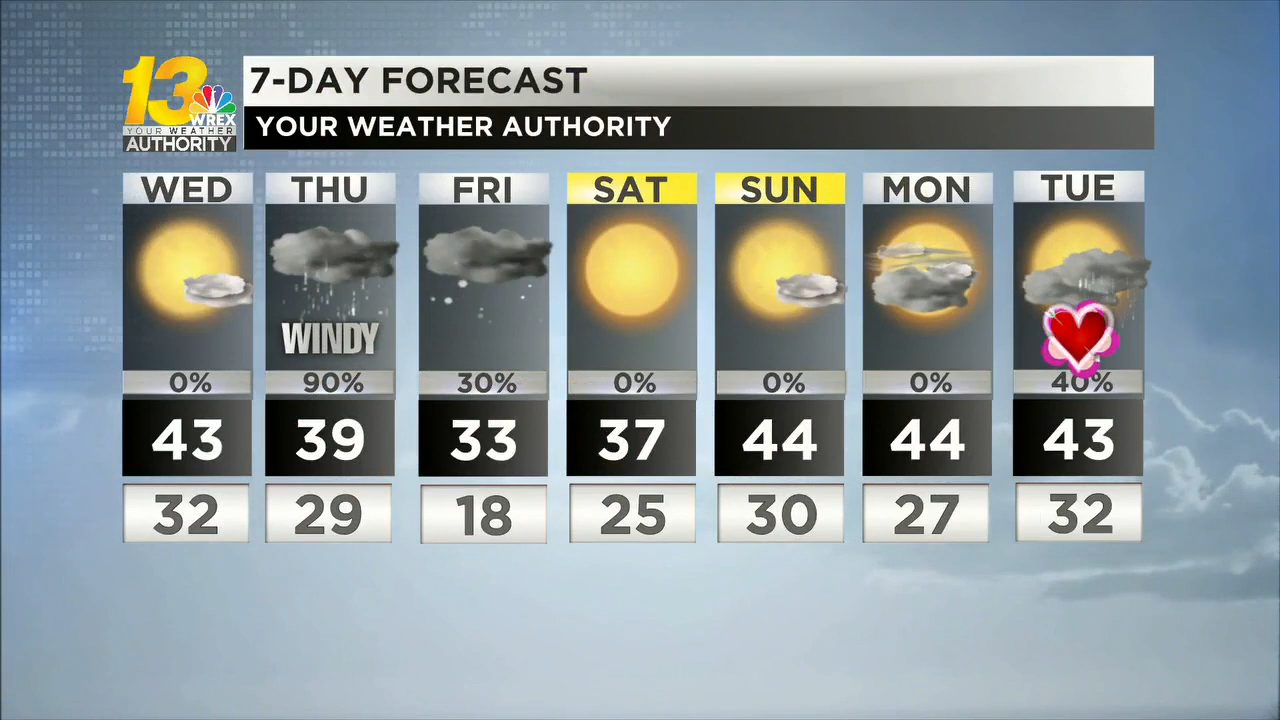 13
WREX
YOUR WEATHER
AUTHORITY
7-DAY FORECAST
YOUR WEATHER AUTHORITY
WED THU FRI SAT SUN MON TUE
WINDY
0% 90% 30% 0% 0% 0% 40%
43 39 33 37 44 44 43
32 29 18 25 30 27 32